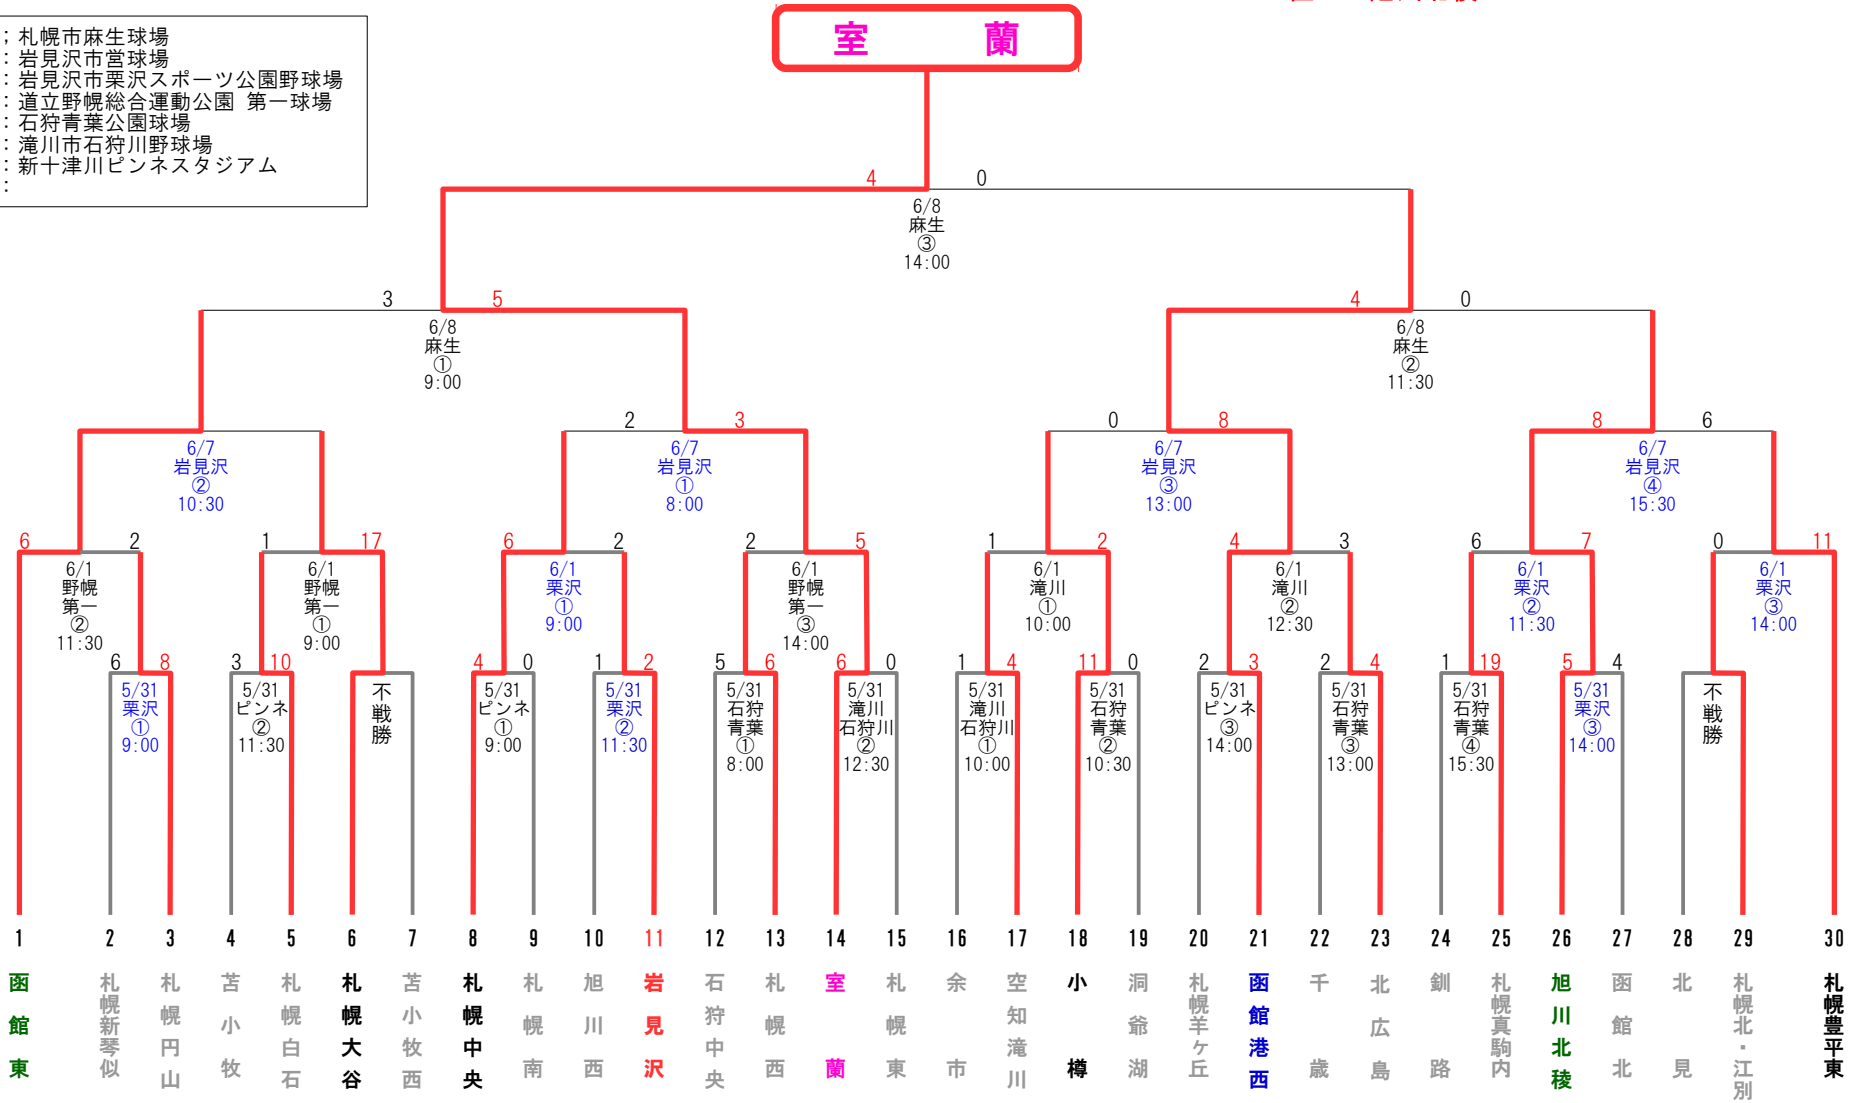 室　蘭
；札幌市麻生球場
：岩見沢市営球場
：岩見沢市栗沢スポーツ公園野球場
：道立野幌総合運動公園 第一球場
：石狩青葉公園球場
：滝川市石狩川野球場
：新十津川ピンネスタジアム
：
4 0
6/8
麻生
③
14:00
3 5
6/8
麻生
①
9:00
4 0
6/8
麻生
②
11:30
6/7
岩見沢
②
10:30
2 3
6/7
岩見沢
①
8:00
0 8
6/7
岩見沢
③
13:00
8 6
6/7
岩見沢
④
15:30
6 2
6/1
野幌
第一
②
11:30
1 17
6/1
野幌
第一
①
9:00
6 2
6/1
栗沢
①
9:00
2 5
6/1
野幌
第一
③
14:00
1 2
6/1
滝川
①
10:00
4 3
6/1
滝川
②
12:30
6 7
6/1
栗沢
②
11:30
0 11
6/1
栗沢
③
14:00
6 8
5/31
栗沢
①
9:00
3 10
5/31
ピンネ
②
11:30
不戦勝
4 0
5/31
ピンネ
①
9:00
1 2
5/31
栗沢
②
11:30
5 6
5/31
石狩
青葉
①
8:00
6 0
5/31
滝川
石狩川
②
12:30
1 4
5/31
滝川
石狩川
①
10:00
11 0
5/31
石狩
青葉
②
10:30
2 3
5/31
ピンネ
③
14:00
2 4
5/31
石狩
青葉
③
13:00
1 19
5/31
石狩
青葉
④
15:30
5 4
5/31
栗沢
③
14:00
不戦勝
1 2 3 4 5 6 7 8 9 10 11 12 13 14 15 16 17 18 19 20 21 22 23 24 25 26 27 28 29 30
函館東
札幌新琴似
札幌円山
苫小牧
札幌白石
札幌大谷
苫小牧西
札幌中央
札幌南
旭川西
岩見沢
石狩中央
札幌西
室蘭
札幌東
余市
空知滝川
小樽
洞爺湖
札幌羊ヶ丘
函館港西
千歳
北広島
釧路
札幌真駒内
旭川北稜
函館北
北見
札幌北・江別
札幌豊平東